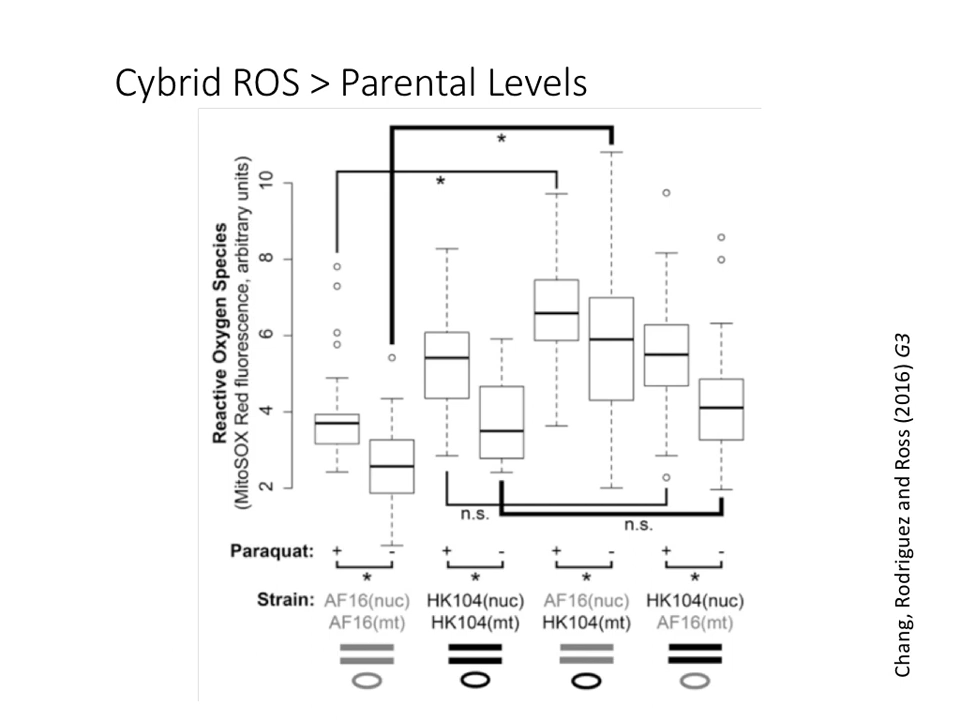 Cybrid ROS > Parental Levels
*
*
Reactive Oxygen Species
(MitoSOX Red fluorescence, arbitrary units)
10
8
6
4
2
n.s.
n.s.
Paraquat: + - + - + - + -
* * * *
Strain: AF16(nuc) HK104(nuc) AF16(nuc) HK104(nuc)
AF16(mt) HK104(mt) HK104(mt) AF16(mt)
Chang, Rodriguez and Ross (2016) G3